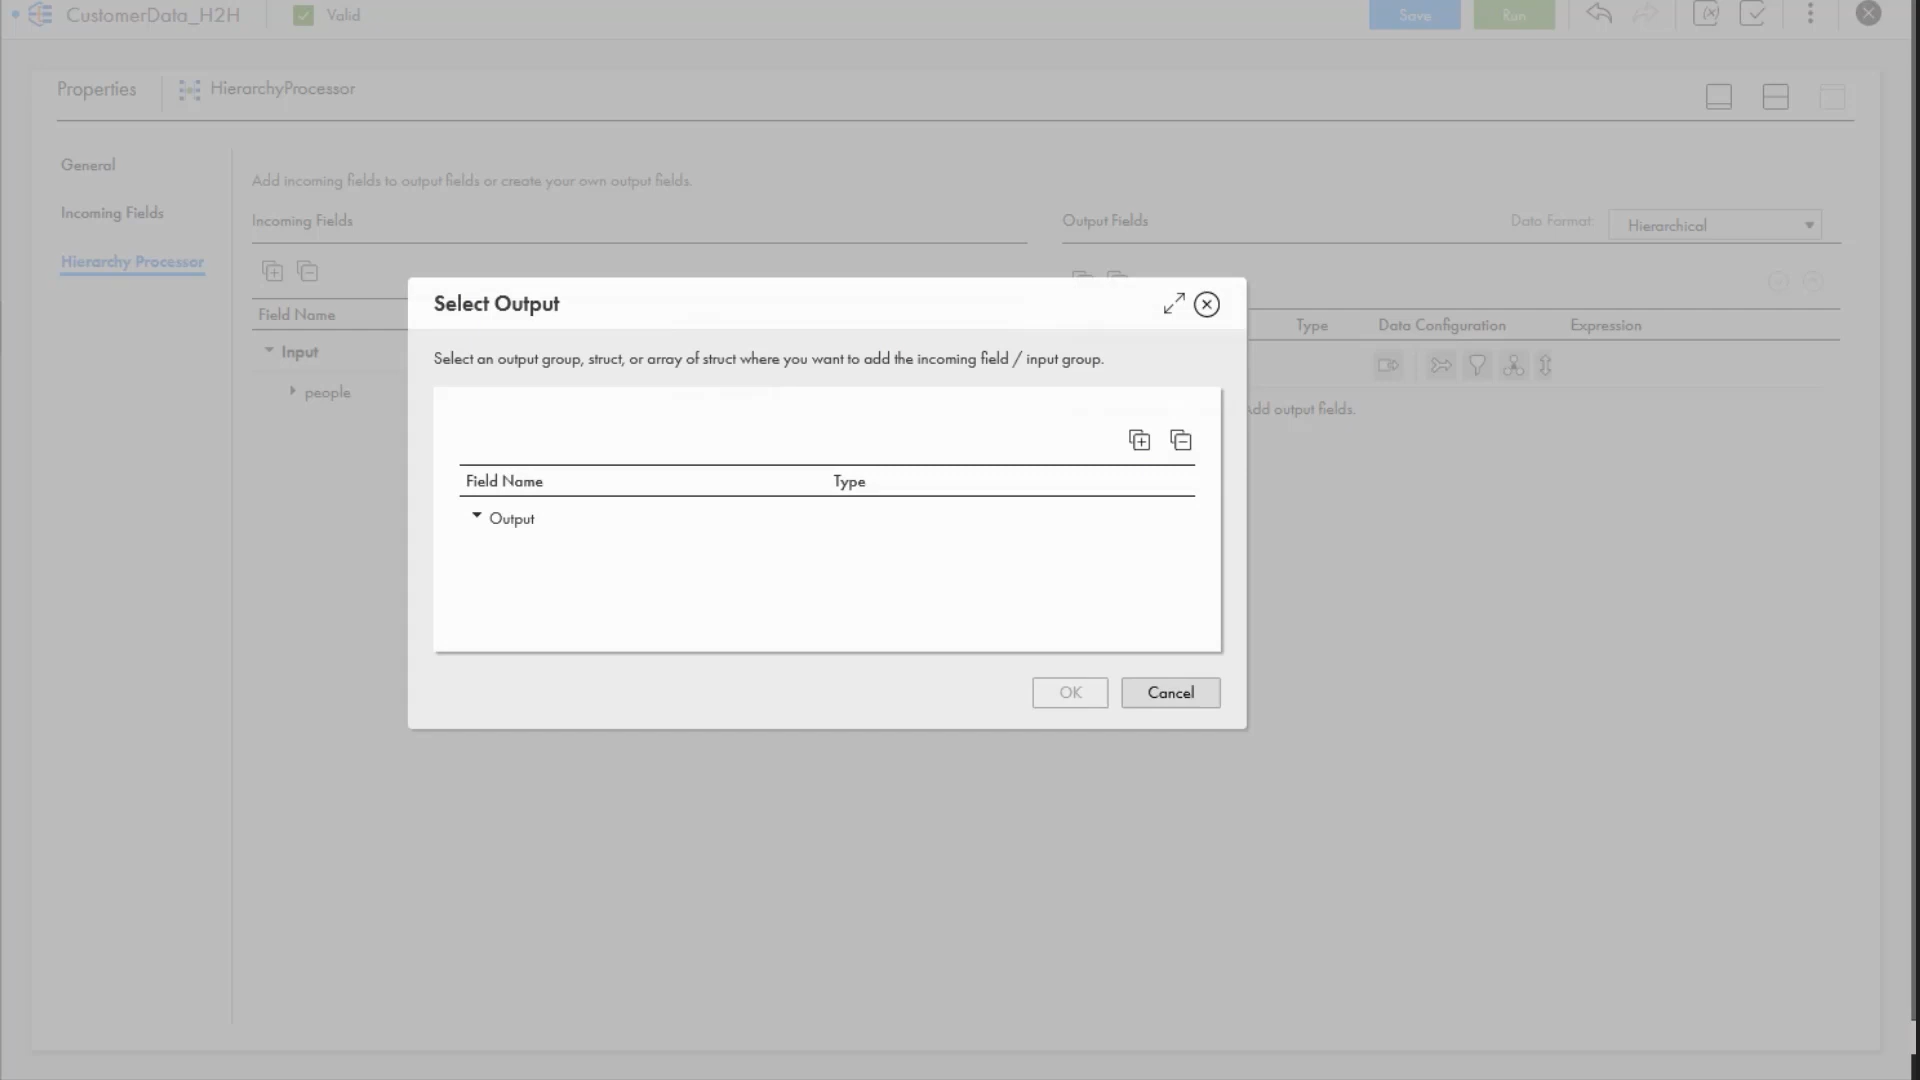 CustomerData_H2H
Valid
Save
Run
Properties
HierarchyProcessor
General
Incoming Fields
Hierarchy Processor
Add incoming fields to output fields or create your own output fields.
Incoming Fields
Output Fields
Data Format:
Hierarchical
Field Name
Input
people
Type
Data Configuration
Expression
Add output fields.
Select Output
Select an output group, struct, or array of struct where you want to add the incoming field / input group.
Field Name
Type
Output
OK
Cancel